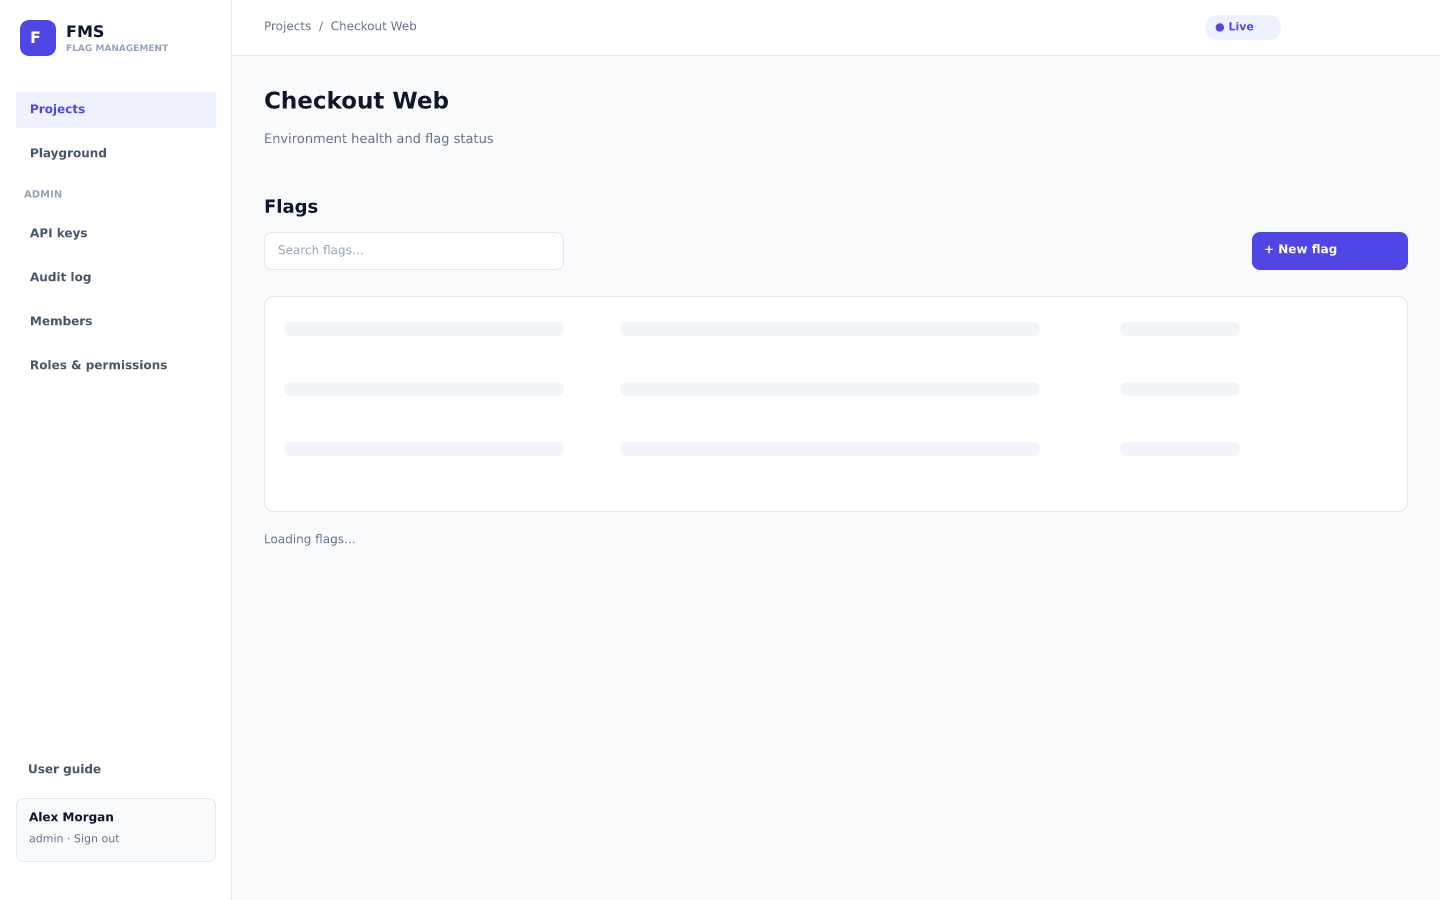 F
FMS
FLAG MANAGEMENT
Projects
Playground
ADMIN
API keys
Audit log
Members
Roles & permissions
User guide
Alex Morgan
admin · Sign out
Projects / Checkout Web
● Live
Checkout Web
Environment health and flag status
Flags
Search flags...
+ New flag
Loading flags...